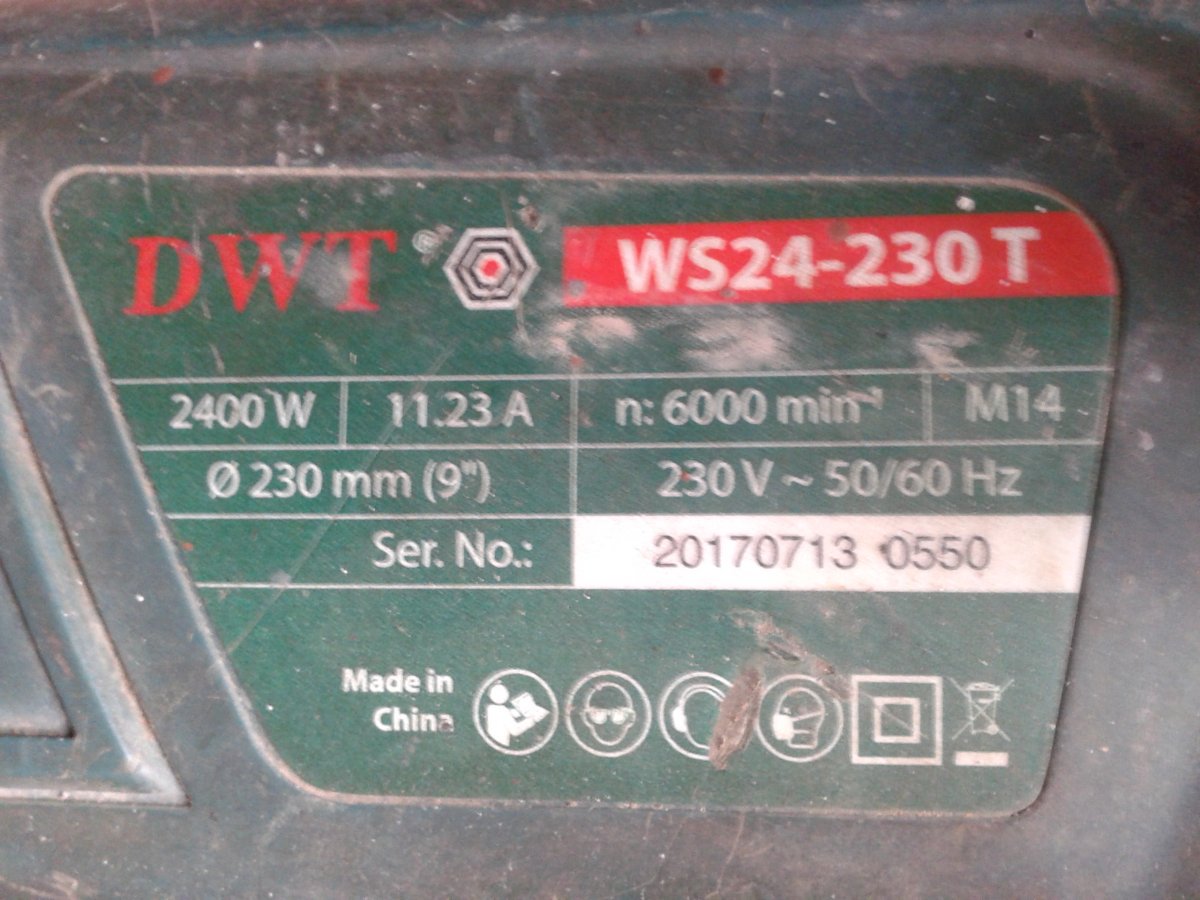 DWT ® WS24-230 T
2400 W 11.23 A n: 6000 min⁻¹ M14
Ø 230 mm (9") 230 V ~ 50/60 Hz
Ser. No.: 20170713 0550
Made in
China